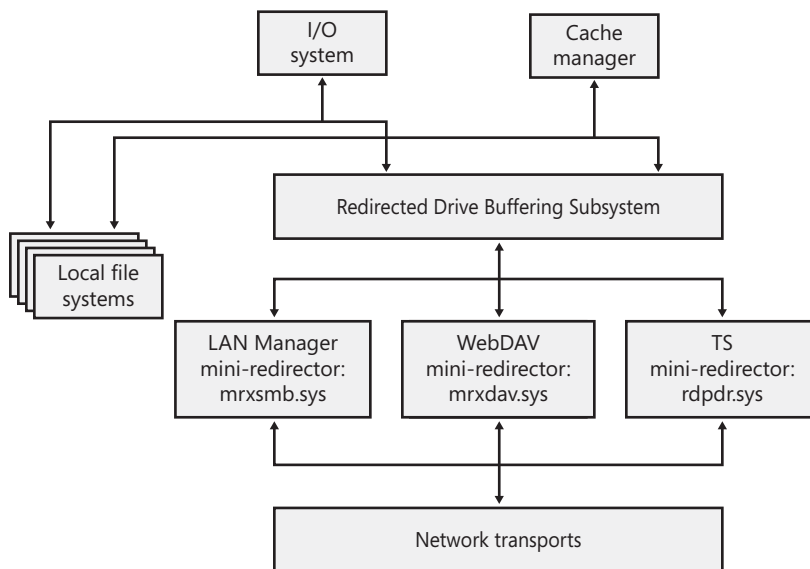 I/O
system
Cache
manager
Redirected Drive Buffering Subsystem
Local file
systems
LAN Manager
mini-redirector:
mrxsmb.sys
WebDAV
mini-redirector:
mrxdav.sys
TS
mini-redirector:
rdpdr.sys
Network transports